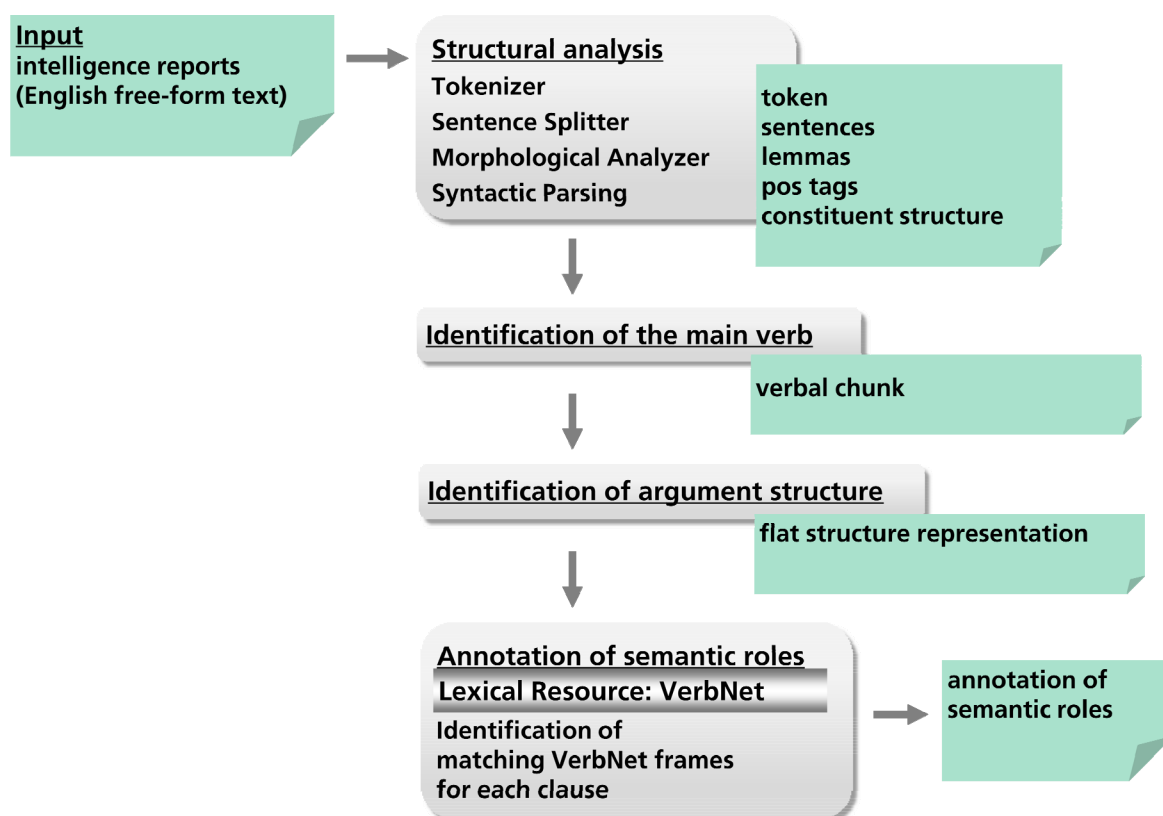 Input
intelligence reports
(English free-form text)
Structural analysis
Tokenizer
Sentence Splitter
Morphological Analyzer
Syntactic Parsing
token
sentences
lemmas
pos tags
constituent structure
Identification of the main verb
verbal chunk
Identification of argument structure
flat structure representation
Annotation of semantic roles
Lexical Resource: VerbNet
Identification of
matching VerbNet frames
for each clause
annotation of
semantic roles